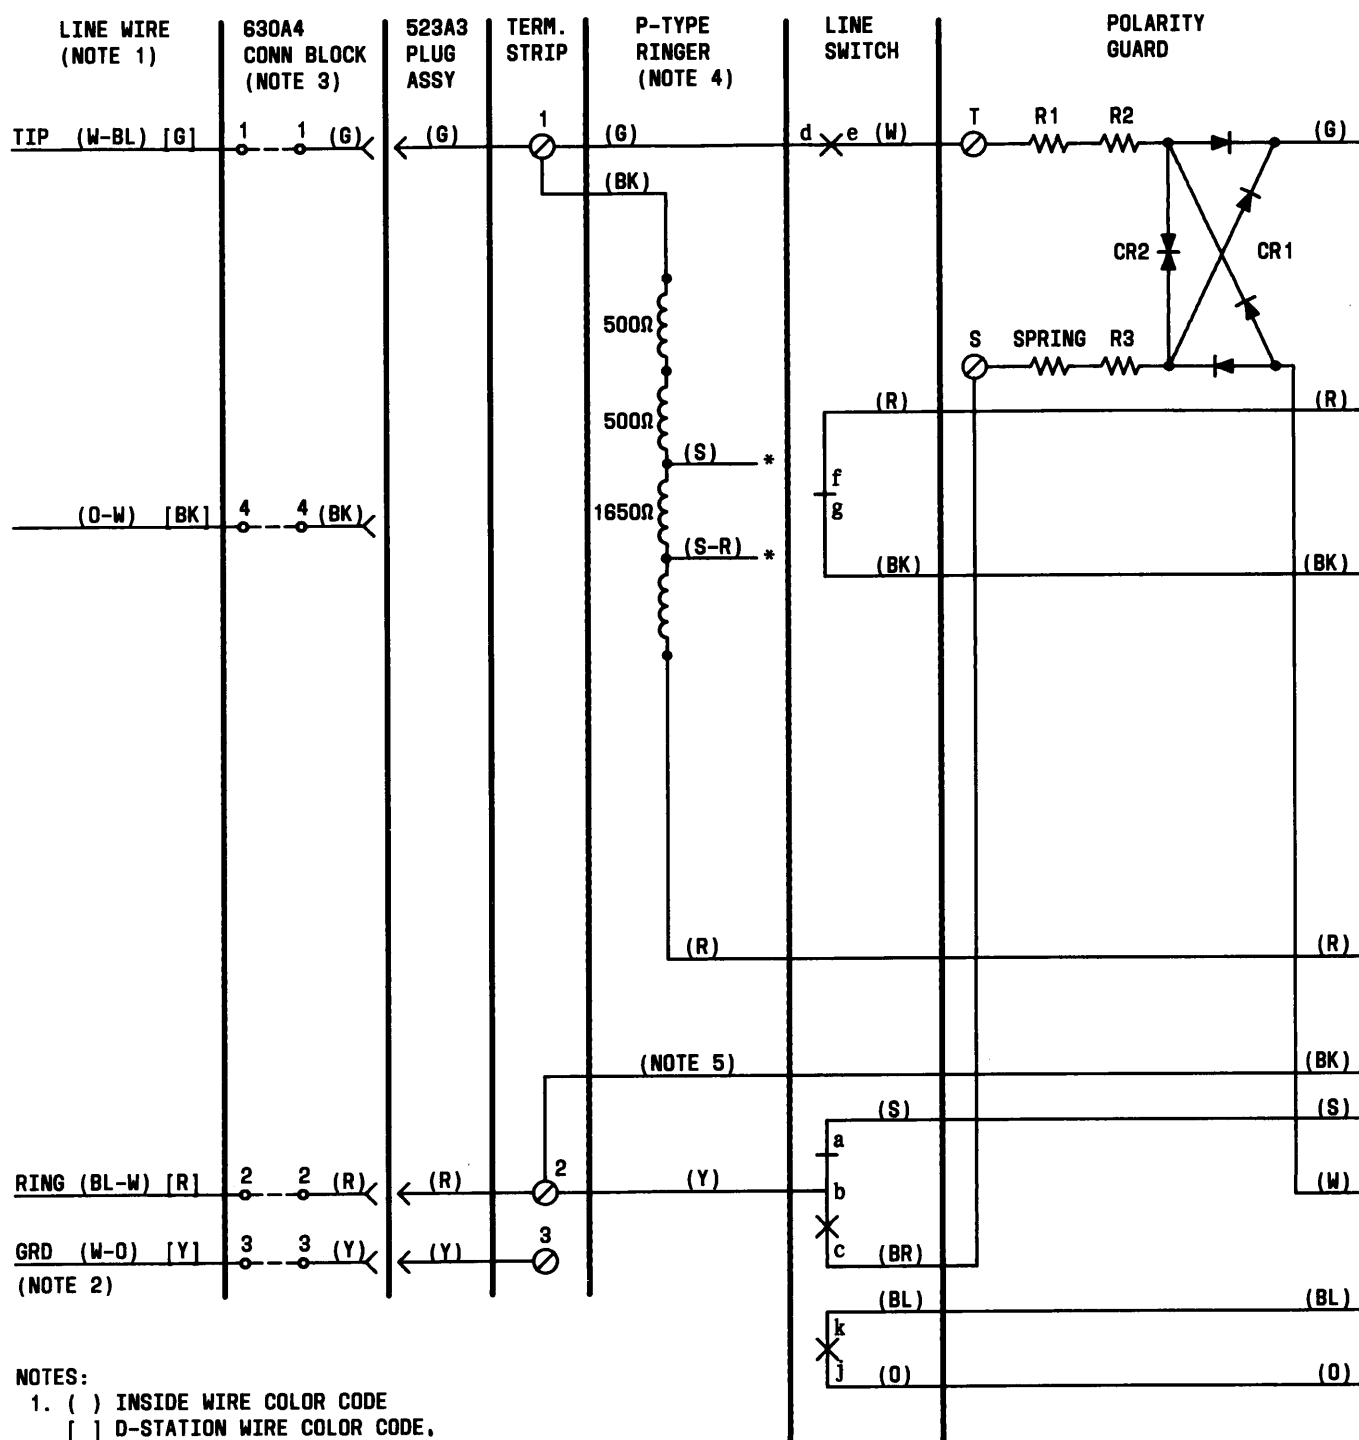 LINE WIRE
(NOTE 1)
630A4
CONN BLOCK
(NOTE 3)
523A3
PLUG
ASSY
TERM.
STRIP
P-TYPE
RINGER
(NOTE 4)
LINE
SWITCH
POLARITY
GUARD
TIP (W-BL) [G] 1 1 (G) (G) 1 (G) d e (W) T R1 R2 (G)
(BK)
CR2 CR1
500Ω
S SPRING R3
(R) (R)
500Ω
(S) *
f
(O-W) [BK] 4 4 (BK) 1650Ω g
(S-R) *
(BK) (BK)
(R) (R)
(NOTE 5) (BK)
(S) (S)
a
RING (BL-W) [R] 2 2 (R) (R) 2 (Y) b (W)
GRD (W-O) [Y] 3 3 (Y) (Y) 3 c (BR)
(NOTE 2)
(BL) (BL)
k
j (O) (O)
NOTES:
1. ( ) INSIDE WIRE COLOR CODE
[ ] D-STATION WIRE COLOR CODE.